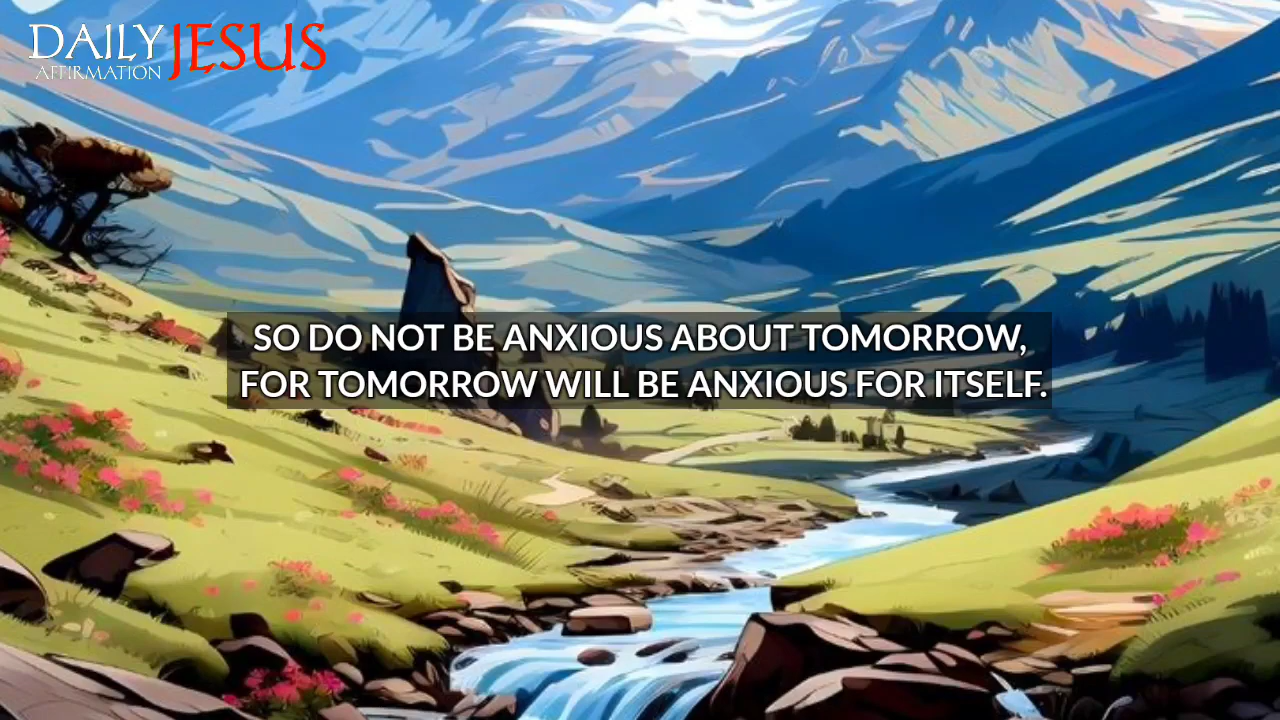 DAILY JESUS
AFFIRMATION
SO DO NOT BE ANXIOUS ABOUT TOMORROW,
FOR TOMORROW WILL BE ANXIOUS FOR ITSELF.